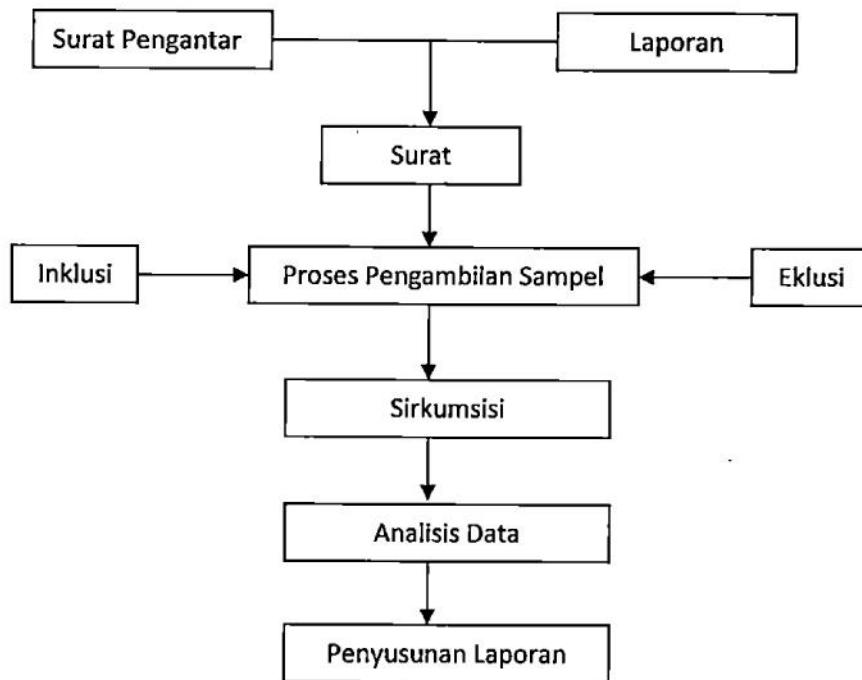 Surat Pengantar
Laporan
Surat
Inklusi
Proses Pengambilan Sampel
Eklusi
Sirkumsisi
Analisis Data
Penyusunan Laporan